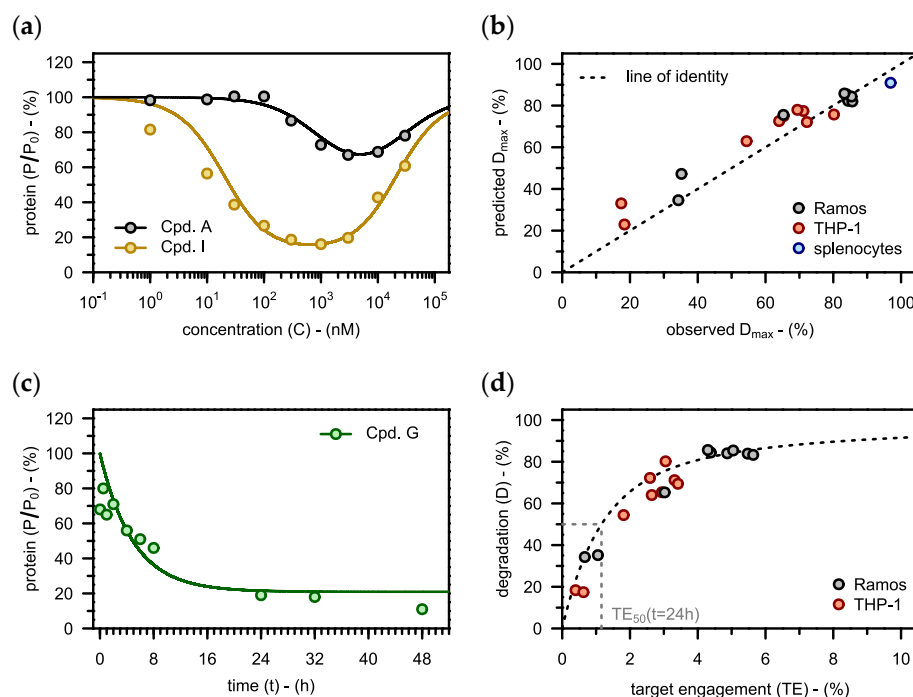 (a)
protein (P/P0) - (%)
120
100
80
60
40
20
0
Cpd. A
Cpd. I
10-1 100 101 102 103 104 105
concentration (C) - (nM)
(b)
predicted Dmax - (%)
100
80
60
40
20
0
line of identity
Ramos
THP-1
splenocytes
0 20 40 60 80 100
observed Dmax - (%)
(c)
protein (P/P0) - (%)
120
100
80
60
40
20
0
Cpd. G
0 8 16 24 32 40 48
time (t) - (h)
(d)
degradation (D) - (%)
100
80
60
40
20
0
TE50(t=24h)
Ramos
THP-1
0 2 4 6 8 10
target engagement (TE) - (%)